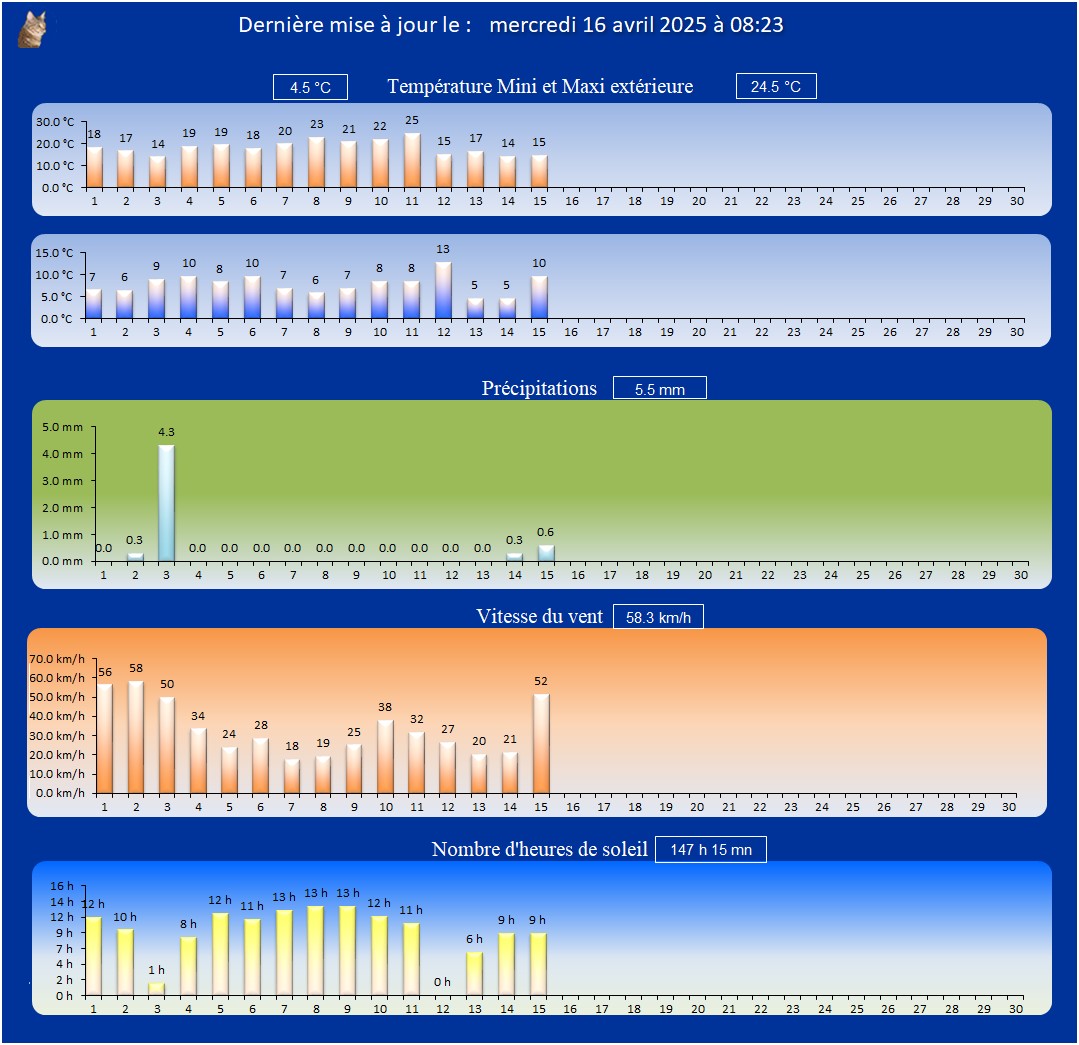 Dernière mise à jour le : mercredi 16 avril 2025 à 08:23
4.5 °C Température Mini et Maxi extérieure 24.5 °C
30.0 °C
20.0 °C
10.0 °C
0.0 °C
18 17 14 19 19 18 20 23 21 22 25 15 17 14 15
1 2 3 4 5 6 7 8 9 10 11 12 13 14 15 16 17 18 19 20 21 22 23 24 25 26 27 28 29 30
15.0 °C
10.0 °C
5.0 °C
0.0 °C
7 6 9 10 8 10 7 6 7 8 8 13 5 5 10
1 2 3 4 5 6 7 8 9 10 11 12 13 14 15 16 17 18 19 20 21 22 23 24 25 26 27 28 29 30
Précipitations 5.5 mm
5.0 mm
4.0 mm
3.0 mm
2.0 mm
1.0 mm
0.0 mm
0.0 0.3 4.3 0.0 0.0 0.0 0.0 0.0 0.0 0.0 0.0 0.0 0.0 0.3 0.6
1 2 3 4 5 6 7 8 9 10 11 12 13 14 15 16 17 18 19 20 21 22 23 24 25 26 27 28 29 30
Vitesse du vent 58.3 km/h
70.0 km/h
60.0 km/h
50.0 km/h
40.0 km/h
30.0 km/h
20.0 km/h
10.0 km/h
0.0 km/h
56 58 50 34 24 28 18 19 25 38 32 27 20 21 52
1 2 3 4 5 6 7 8 9 10 11 12 13 14 15 16 17 18 19 20 21 22 23 24 25 26 27 28 29 30
Nombre d'heures de soleil 147 h 15 mn
16 h
14 h
12 h
9 h
7 h
4 h
2 h
0 h
12 h 10 h 1 h 8 h 12 h 11 h 13 h 13 h 13 h 12 h 11 h 0 h 6 h 9 h 9 h
1 2 3 4 5 6 7 8 9 10 11 12 13 14 15 16 17 18 19 20 21 22 23 24 25 26 27 28 29 30